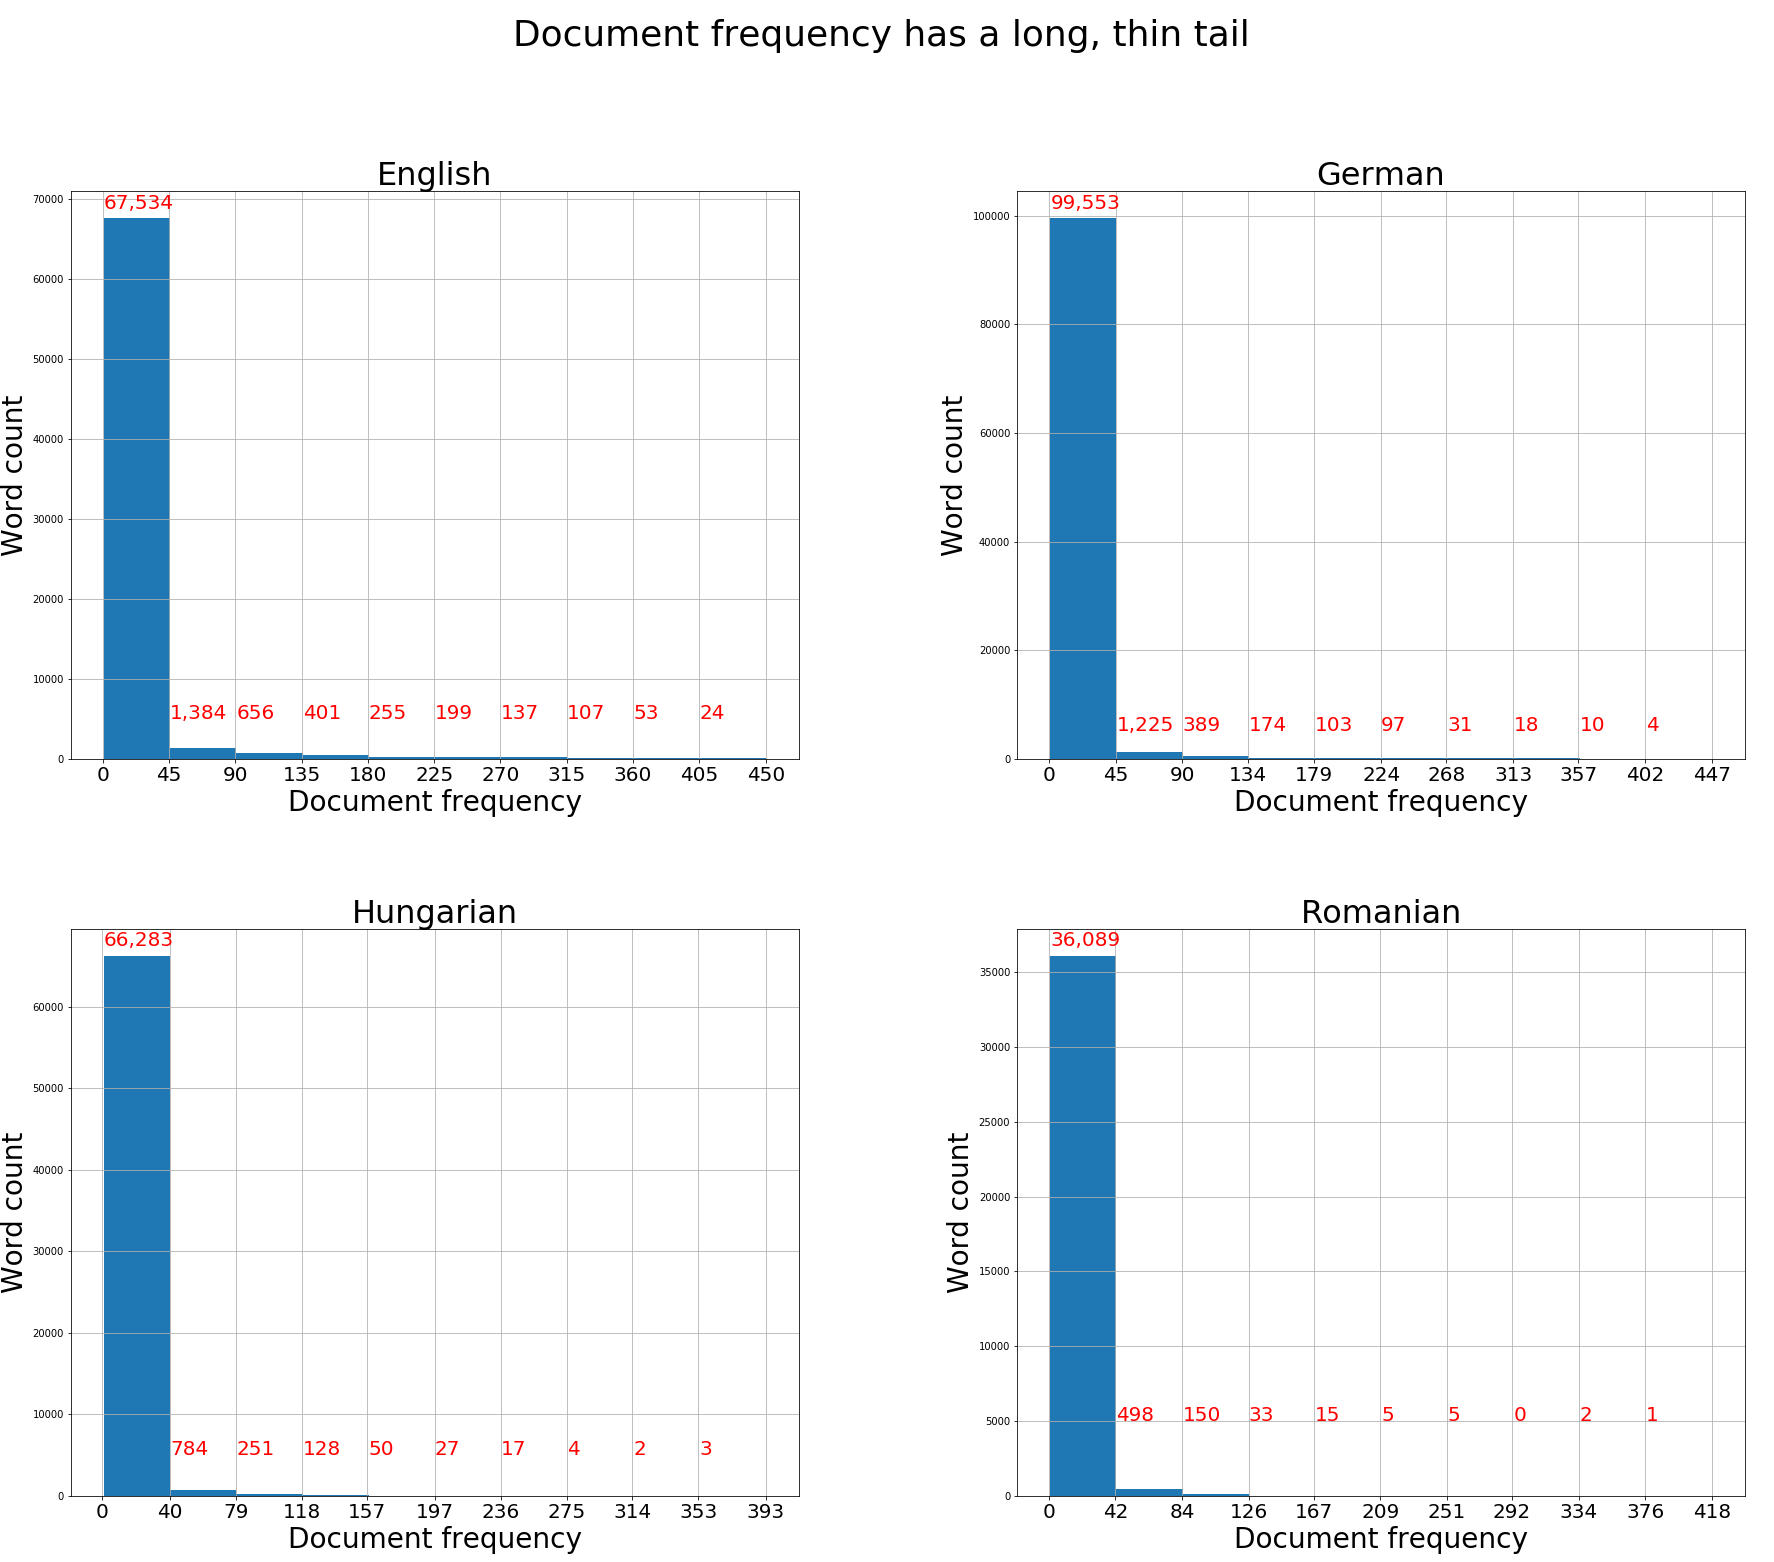 Document frequency has a long, thin tail
English
70000
60000
50000
40000
30000
20000
10000
0
Word count
67,534
1,384 656 401 255 199 137 107 53 24
0 45 90 135 180 225 270 315 360 405 450
Document frequency
German
100000
80000
60000
40000
20000
0
Word count
99,553
1,225 389 174 103 97 31 18 10 4
0 45 90 134 179 224 268 313 357 402 447
Document frequency
Hungarian
60000
50000
40000
30000
20000
10000
0
Word count
66,283
784 251 128 50 27 17 4 2 3
0 40 79 118 157 197 236 275 314 353 393
Document frequency
Romanian
35000
30000
25000
20000
15000
10000
5000
0
Word count
36,089
498 150 33 15 5 5 0 2 1
0 42 84 126 167 209 251 292 334 376 418
Document frequency